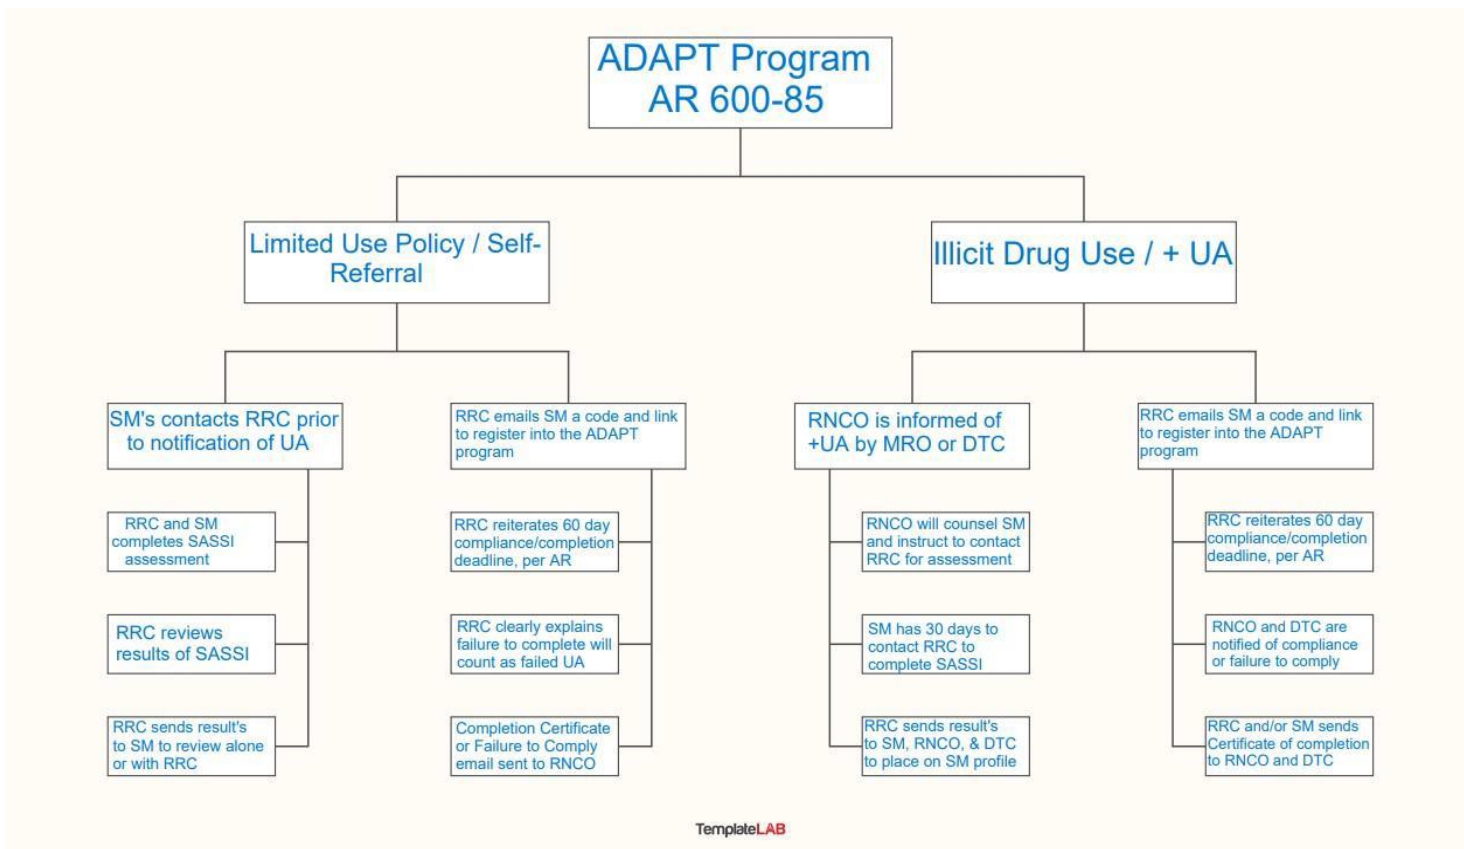 ADAPT Program
AR 600-85
Limited Use Policy / Self-
Referral
Illicit Drug Use / + UA
SM's contacts RRC prior
to notification of UA
RRC and SM
completes SASSI
assessment
RRC reviews
results of SASSI
RRC sends result's
to SM to review alone
or with RRC
RRC emails SM a code and link
to register into the ADAPT
program
RRC reiterates 60 day
compliance/completion
deadline, per AR
RRC clearly explains
failure to complete will
count as failed UA
Completion Certificate
or Failure to Comply
email sent to RNCO
RNCO is informed of
+UA by MRO or DTC
RNCO will counsel SM
and instruct to contact
RRC for assessment
SM has 30 days to
contact RRC to
complete SASSI
RRC sends result's
to SM, RNCO, & DTC
to place on SM profile
RRC emails SM a code and link
to register into the ADAPT
program
RRC reiterates 60 day
compliance/completion
deadline, per AR
RNCO and DTC are
notified of compliance
or failure to comply
RRC and/or SM sends
Certificate of completion
to RNCO and DTC
TemplateLAB